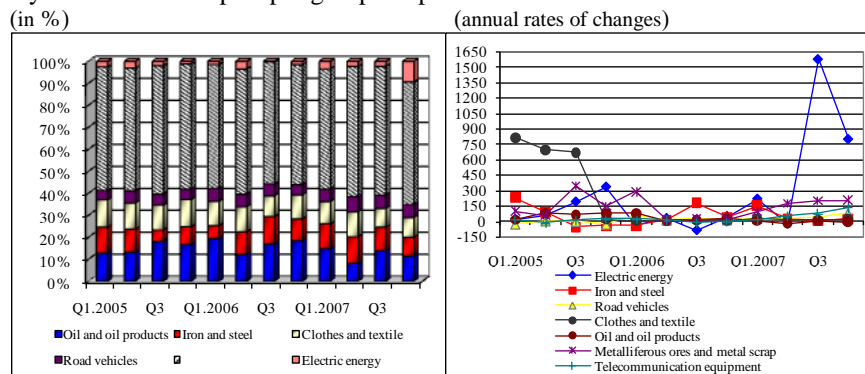 (in %)
(annual rates of changes)
100%
90%
80%
70%
60%
50%
40%
30%
20%
10%
0%
Q1.2005 Q3 Q1.2006 Q3 Q1.2007 Q3
Oil and oil products Iron and steel Clothes and textile
Road vehicles Electric energy
1650
1500
1350
1200
1050
900
750
600
450
300
150
0
-150
Q1.2005 Q3 Q1.2006 Q3 Q1.2007 Q3
Electric energy
Iron and steel
Road vehicles
Clothes and textile
Oil and oil products
Metalliferous ores and metal scrap
Telecommunication equipment